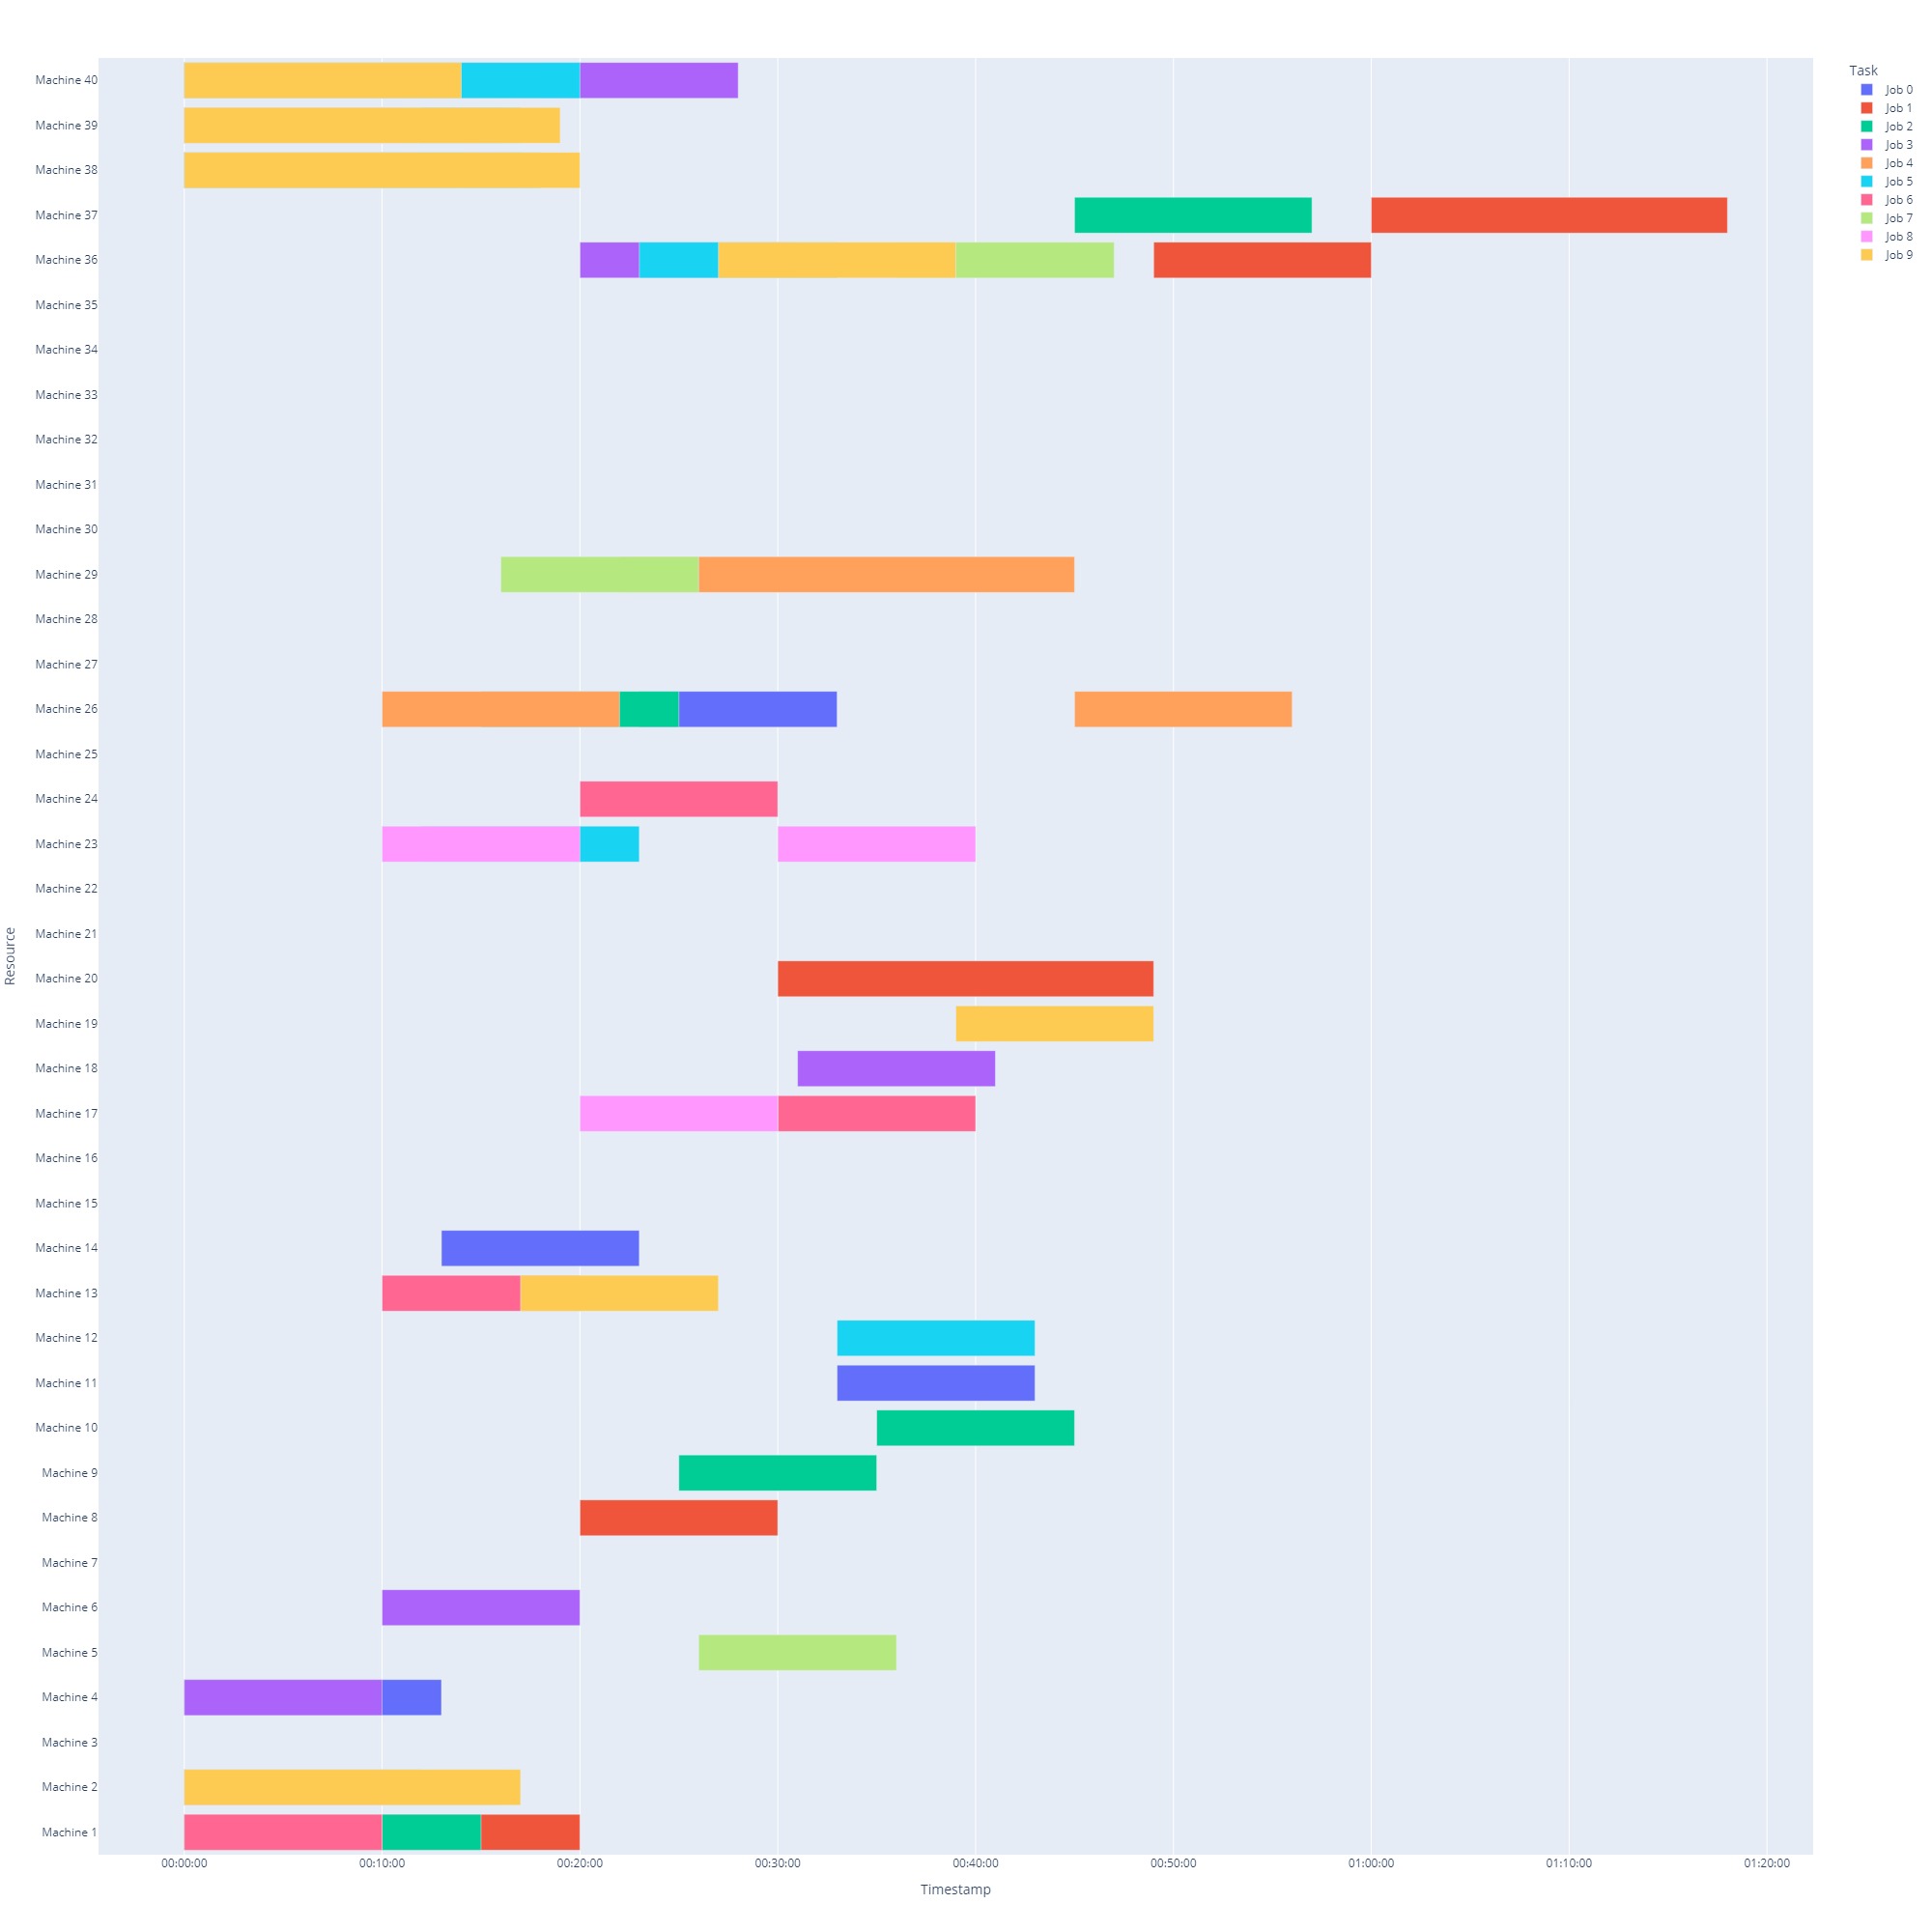 Machine 40
Machine 39
Machine 38
Machine 37
Machine 36
Machine 35
Machine 34
Machine 33
Machine 32
Machine 31
Machine 30
Machine 29
Machine 28
Machine 27
Machine 26
Machine 25
Machine 24
Machine 23
Machine 22
Machine 21
Machine 20
Machine 19
Machine 18
Machine 17
Machine 16
Machine 15
Machine 14
Machine 13
Machine 12
Machine 11
Machine 10
Machine 9
Machine 8
Machine 7
Machine 6
Machine 5
Machine 4
Machine 3
Machine 2
Machine 1
Resource
00:00:00 00:10:00 00:20:00 00:30:00 00:40:00 00:50:00 01:00:00 01:10:00 01:20:00
Timestamp
Task
Job 0
Job 1
Job 2
Job 3
Job 4
Job 5
Job 6
Job 7
Job 8
Job 9